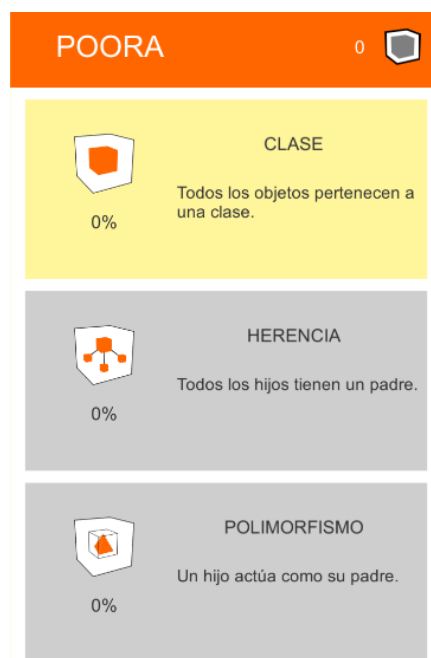 POORA
0
CLASE
Todos los objetos pertenecen a
una clase.
0%
HERENCIA
Todos los hijos tienen un padre.
0%
POLIMORFISMO
Un hijo actúa como su padre.
0%